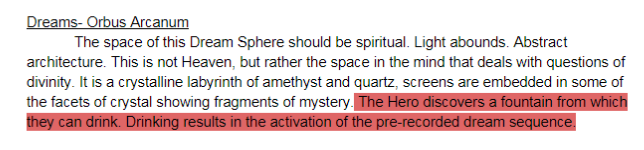 Dreams- Orbus Arcanum
The space of this Dream Sphere should be spiritual. Light abounds. Abstract
architecture. This is not Heaven, but rather the space in the mind that deals with questions of
divinity. It is a crystalline labyrinth of amethyst and quartz, screens are embedded in some of
the facets of crystal showing fragments of mystery. The Hero discovers a fountain from which
they can drink. Drinking results in the activation of the pre-recorded dream sequence.